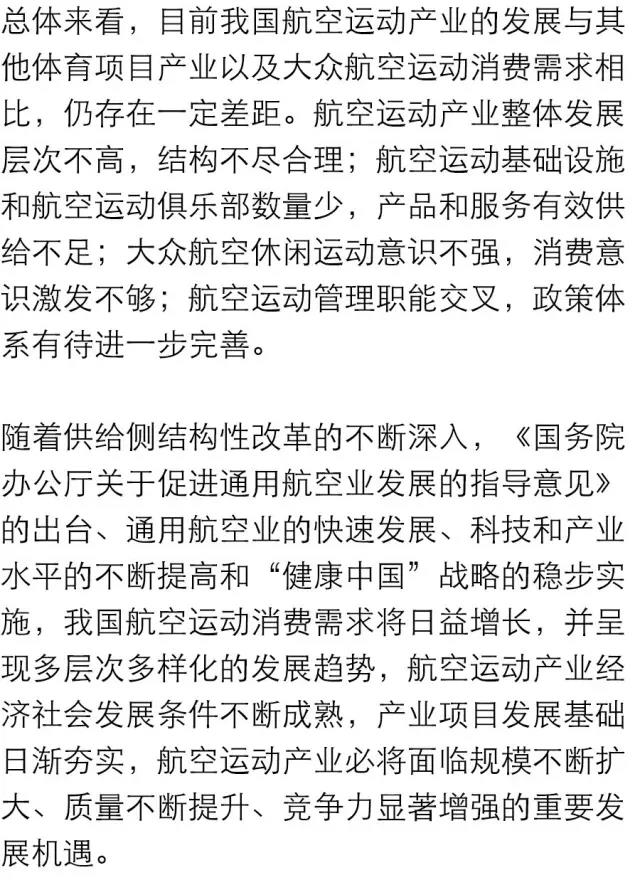 总体来看，目前我国航空运动产业的发展与其
他体育项目产业以及大众航空运动消费需求相
比，仍存在一定差距。航空运动产业整体发展
层次不高，结构不尽合理；航空运动基础设施
和航空运动俱乐部数量少，产品和服务有效供
给不足；大众航空休闲运动意识不强，消费意
识激发不够；航空运动管理职能交叉，政策体
系有待进一步完善。
随着供给侧结构性改革的不断深入，《国务院
办公厅关于促进通用航空业发展的指导意见》
的出台、通用航空业的快速发展、科技和产业
水平的不断提高和“健康中国”战略的稳步实
施，我国航空运动消费需求将日益增长，并呈
现多层次多样化的发展趋势，航空运动产业经
济社会发展条件不断成熟，产业项目发展基础
日渐夯实，航空运动产业必将面临规模不断扩
大、质量不断提升、竞争力显著增强的重要发
展机遇。